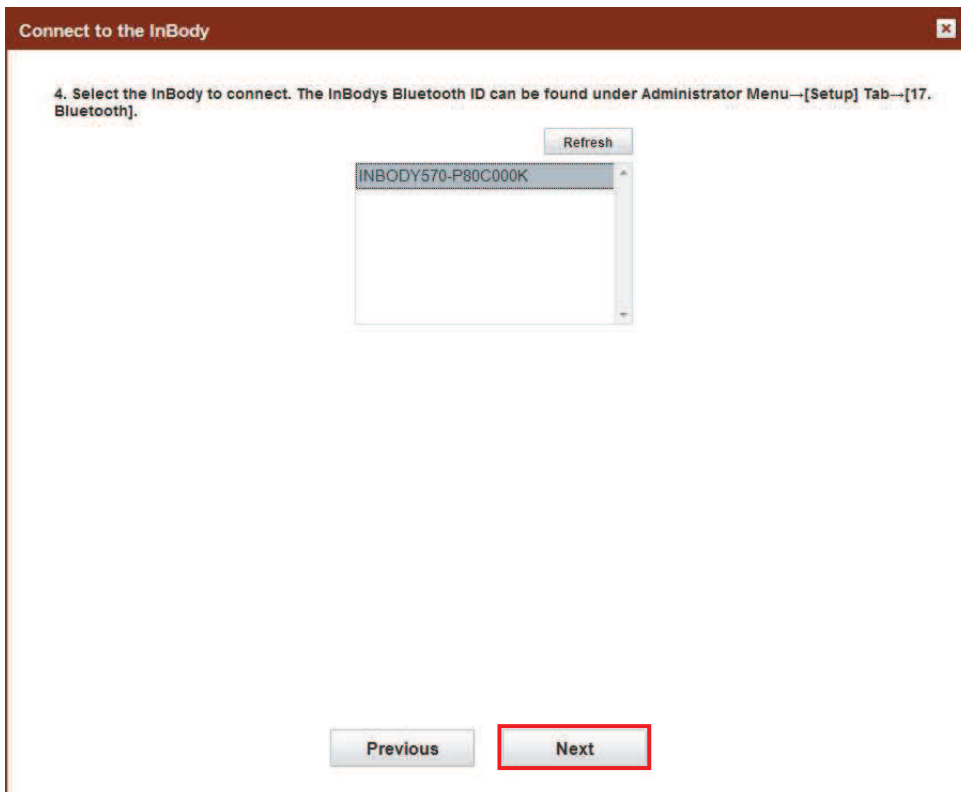 Connect to the InBody
4. Select the InBody to connect. The InBodys Bluetooth ID can be found under Administrator Menu→[Setup] Tab→[17.
Bluetooth].
Refresh
INBODY570-P80C000K
Previous
Next